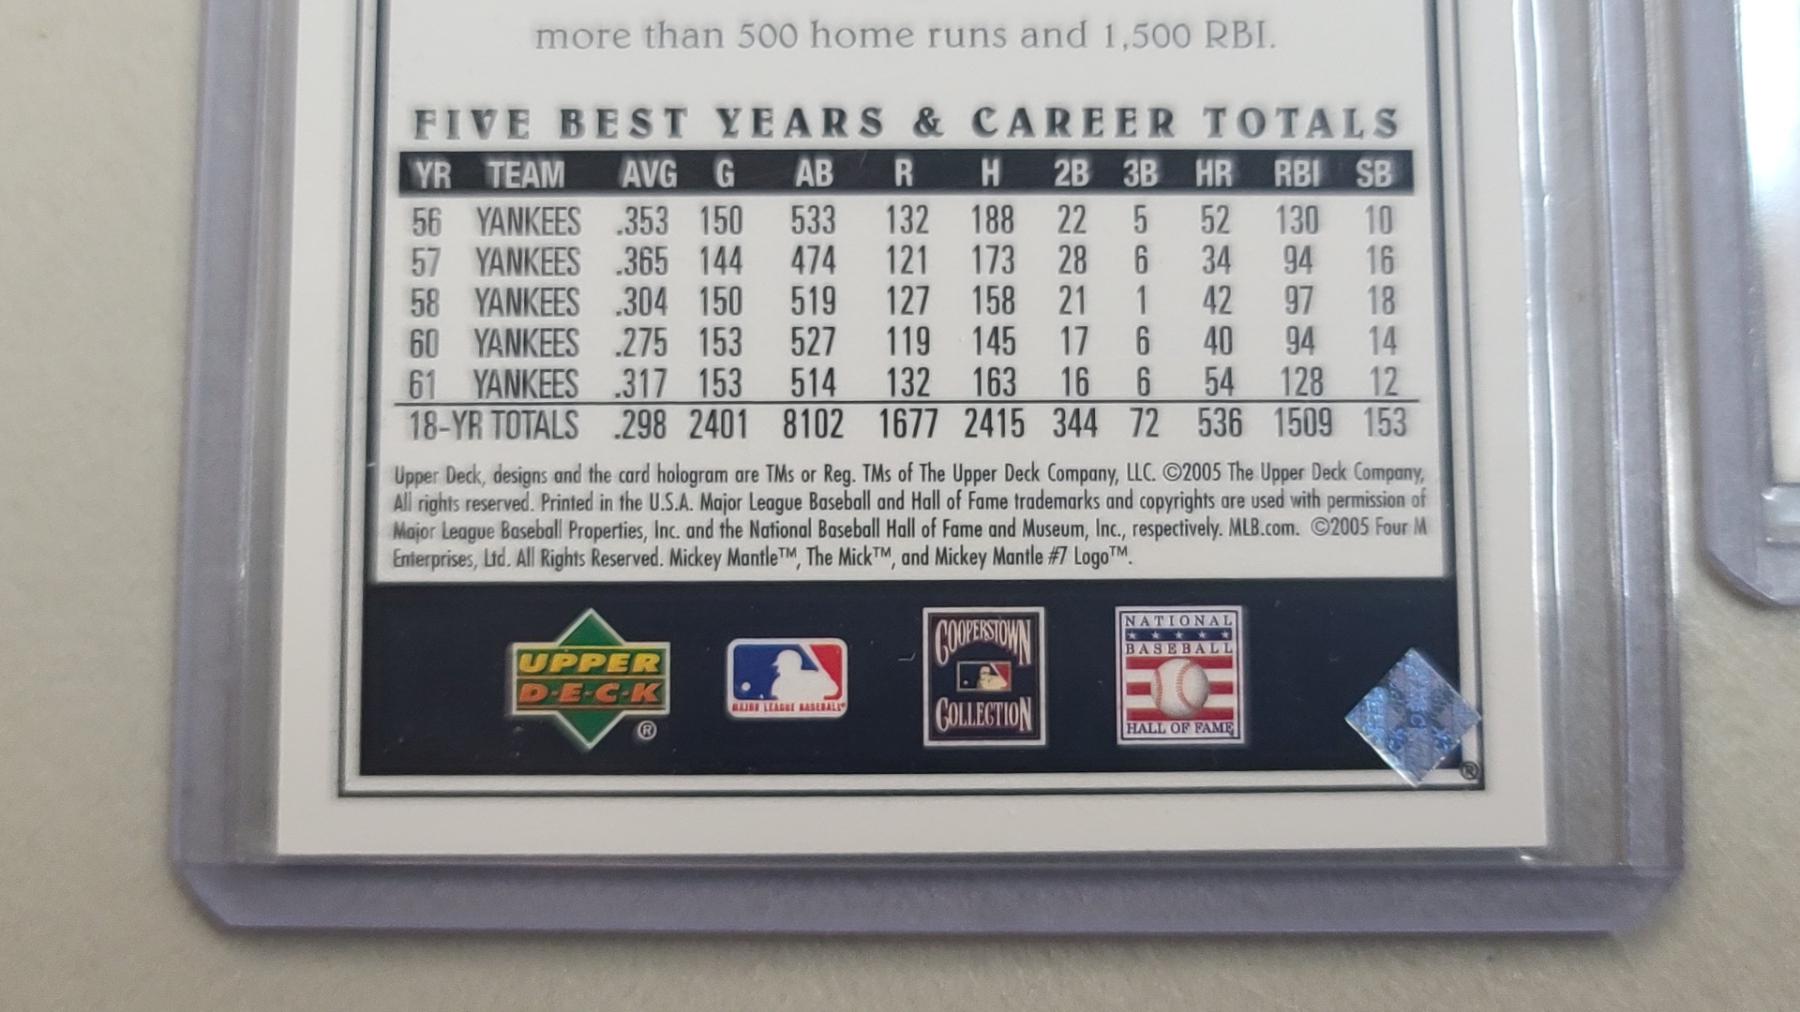 more than 500 home runs and 1,500 RBI.
FIVE BEST YEARS & CAREER TOTALS
YR TEAM AVG G AB R H 2B 3B HR RBI SB
56 YANKEES .353 150 533 132 188 22 5 52 130 10
57 YANKEES .365 144 474 121 173 28 6 34 94 16
58 YANKEES .304 150 519 127 158 21 1 42 97 18
60 YANKEES .275 153 527 119 145 17 6 40 94 14
61 YANKEES .317 153 514 132 163 16 6 54 128 12
18-YR TOTALS .298 2401 8102 1677 2415 344 72 536 1509 153
Upper Deck, designs and the card hologram are TMs or Reg. TMs of The Upper Deck Company, LLC. ©2005 The Upper Deck Company,
All rights reserved. Printed in the U.S.A. Major League Baseball and Hall of Fame trademarks and copyrights are used with permission of
Major League Baseball Properties, Inc. and the National Baseball Hall of Fame and Museum, Inc., respectively. MLB.com. ©2005 Four M
Enterprises, Ltd. All Rights Reserved. Mickey Mantle™, The Mick™, and Mickey Mantle #7 Logo™.
UPPER
D·E·C·K
®
MAJOR LEAGUE BASEBALL
COOPERSTOWN
COLLECTION
NATIONAL
BASEBALL
HALL OF FAME
®